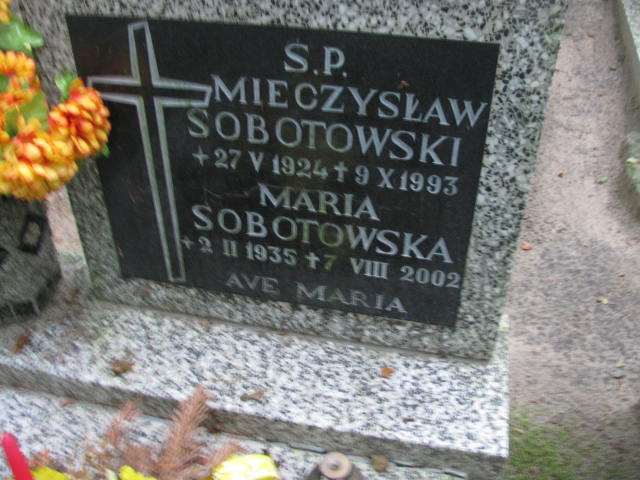 S.P.
MIECZYSŁAW
SOBOTOWSKI
+ 27 V 1924 + 9 X 1993
MARIA
SOBOTOWSKA
+ 2 II 1935 + 7 VIII 2002
AVE MARIA